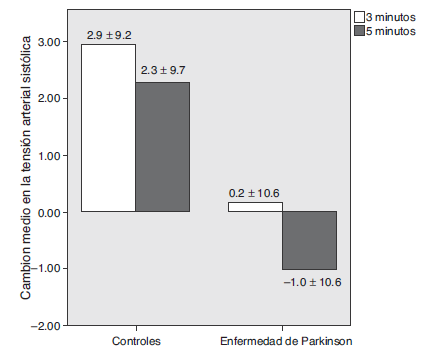 3 minutos
5 minutos
Cambion medio en la tensión arterial sistólica
3.00
2.00
1.00
0.00
−1.00
−2.00
2.9 ± 9.2
2.3 ± 9.7
0.2 ± 10.6
−1.0 ± 10.6
Controles
Enfermedad de Parkinson